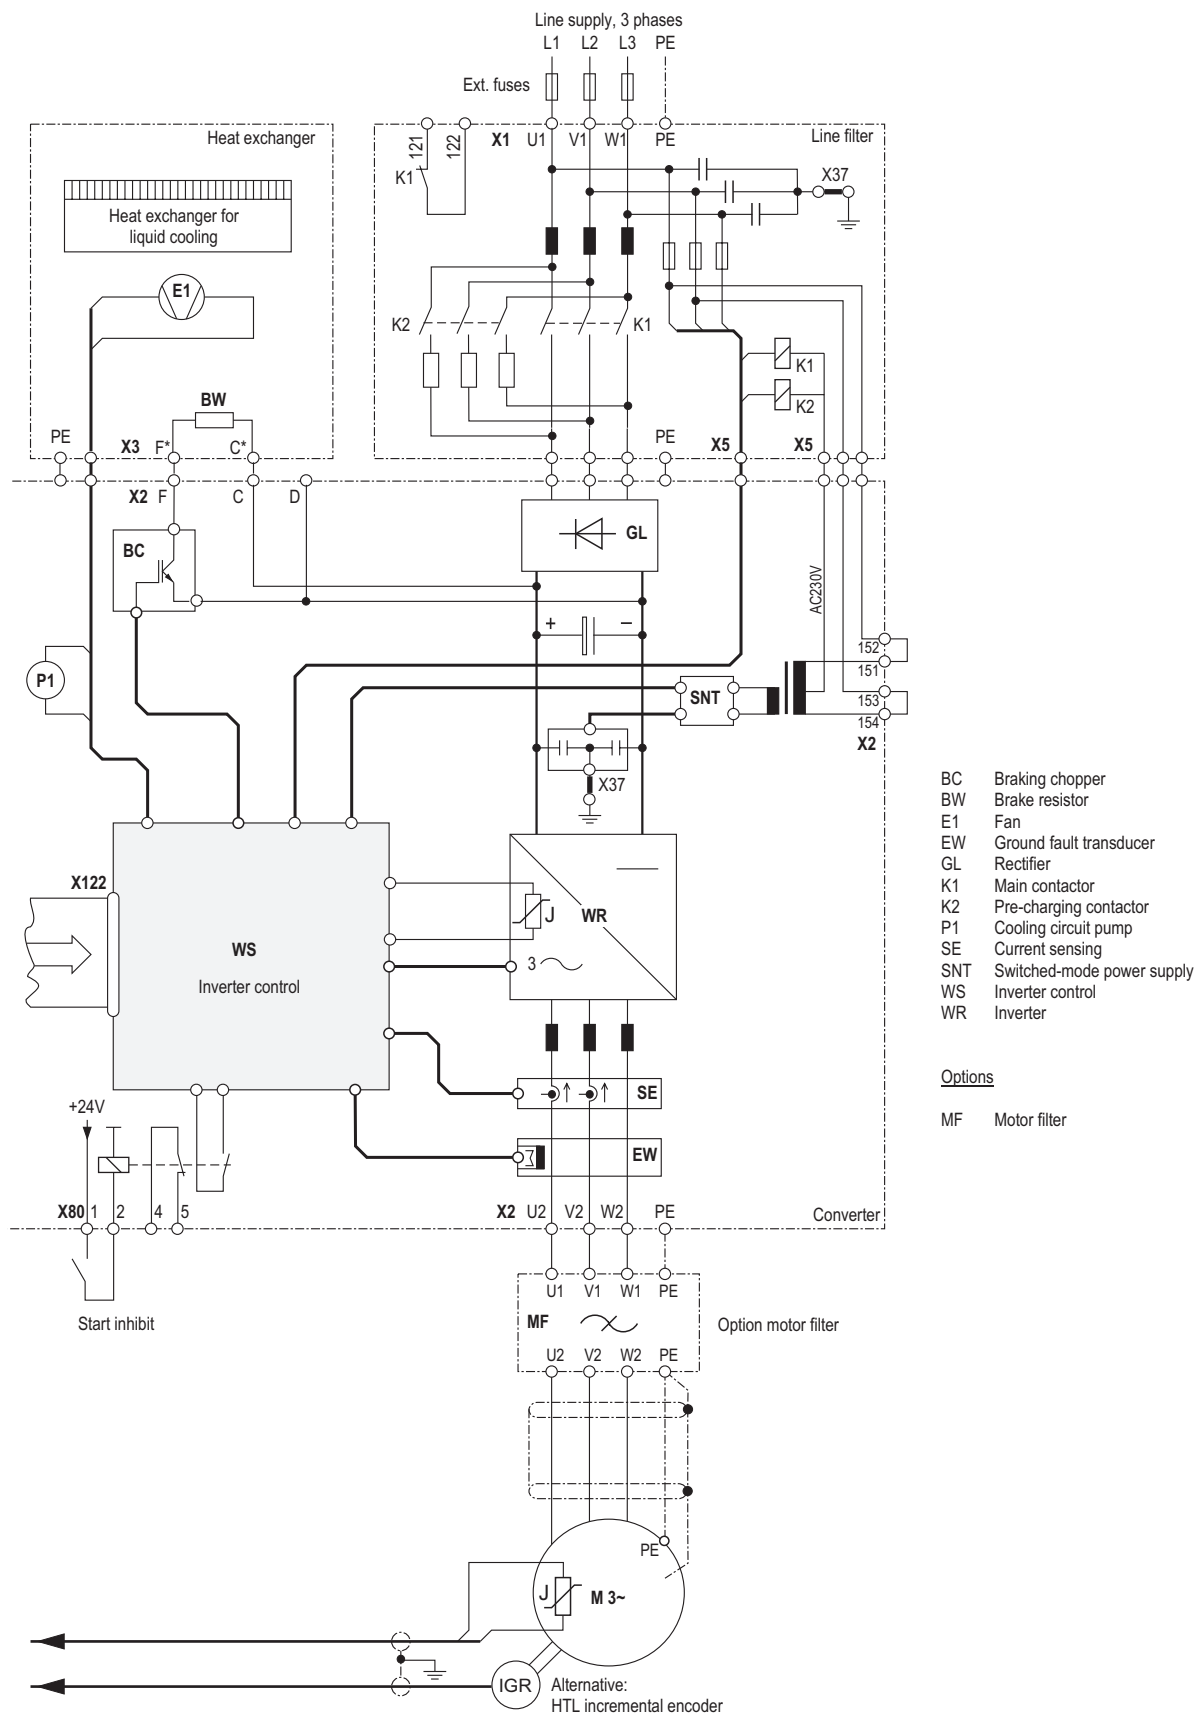 Line supply, 3 phases
L1 L2 L3 PE
Ext. fuses
Heat exchanger
121 122 X1 U1 V1 W1 PE Line filter
K1
X37
Heat exchanger for
liquid cooling
E1
K2 K1
K1
K2
BW
PE X3 F* C* PE X5 X5
X2 F C D
BC
GL
AC230V
+ −
152
151
153
154
X2
P1
SNT
X37
X122
WS
Inverter control
J WR
3
SE
EW
+24V
X80 1 2 4 5 X2 U2 V2 W2 PE Converter
Start inhibit
U1 V1 W1 PE
MF
Option motor filter
U2 V2 W2 PE
PE
J M 3~
IGR
Alternative:
HTL incremental encoder
BC Braking chopper
BW Brake resistor
E1 Fan
EW Ground fault transducer
GL Rectifier
K1 Main contactor
K2 Pre-charging contactor
P1 Cooling circuit pump
SE Current sensing
SNT Switched-mode power supply
WS Inverter control
WR Inverter
Options
MF Motor filter